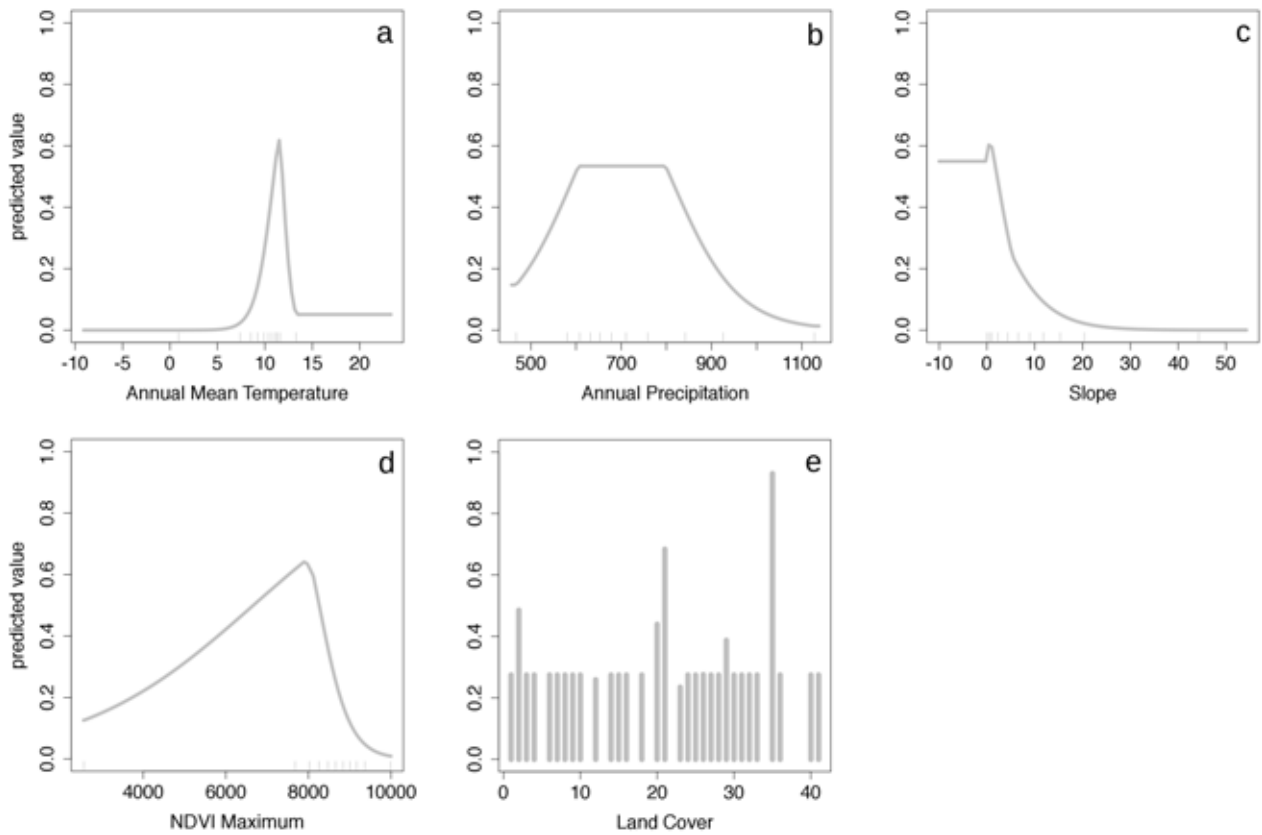 a
1.0
0.8
0.6
0.4
0.2
0.0
predicted value
-10 -5 0 5 10 15 20
Annual Mean Temperature
b
1.0
0.8
0.6
0.4
0.2
0.0
500 700 900 1100
Annual Precipitation
c
1.0
0.8
0.6
0.4
0.2
0.0
-10 0 10 20 30 40 50
Slope
d
1.0
0.8
0.6
0.4
0.2
0.0
predicted value
4000 6000 8000 10000
NDVI Maximum
e
1.0
0.8
0.6
0.4
0.2
0.0
0 10 20 30 40
Land Cover